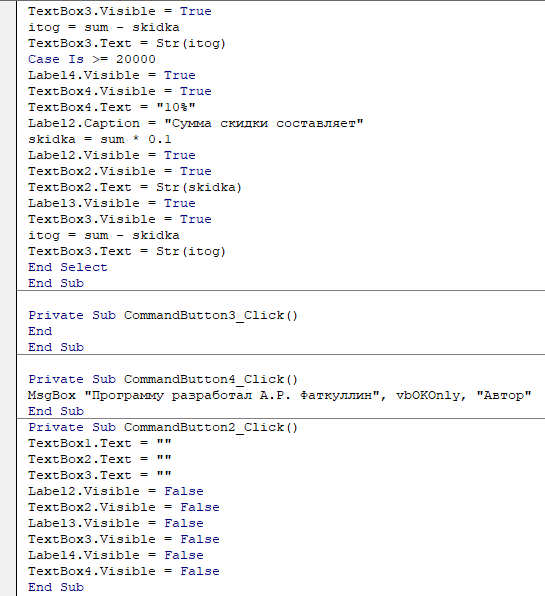 TextBox3.Visible = True
itog = sum - skidka
TextBox3.Text = Str(itog)
Case Is >= 20000
Label4.Visible = True
TextBox4.Visible = True
TextBox4.Text = "10%"
Label2.Caption = "Сумма скидки составляет"
skidka = sum * 0.1
Label2.Visible = True
TextBox2.Visible = True
TextBox2.Text = Str(skidka)
Label3.Visible = True
TextBox3.Visible = True
itog = sum - skidka
TextBox3.Text = Str(itog)
End Select
End Sub
Private Sub CommandButton3_Click()
End
End Sub
Private Sub CommandButton4_Click()
MsgBox "Программу разработал А.Р. Фаткуллин", vbOKOnly, "Автор"
End Sub
Private Sub CommandButton2_Click()
TextBox1.Text = ""
TextBox2.Text = ""
TextBox3.Text = ""
Label2.Visible = False
TextBox2.Visible = False
Label3.Visible = False
TextBox3.Visible = False
Label4.Visible = False
TextBox4.Visible = False
End Sub